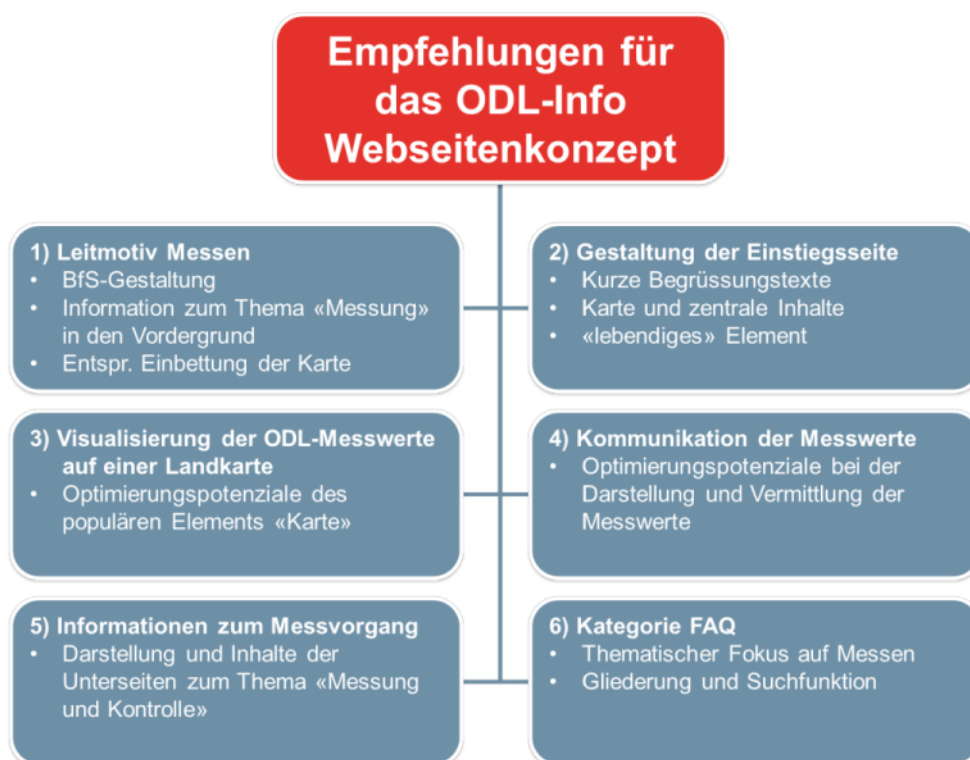 Empfehlungen für
das ODL-Info
Webseitenkonzept
1) Leitmotiv Messen
• BfS-Gestaltung
• Information zum Thema «Messung»
in den Vordergrund
• Entspr. Einbettung der Karte
2) Gestaltung der Einstiegsseite
• Kurze Begrüssungstexte
• Karte und zentrale Inhalte
• «lebendiges» Element
3) Visualisierung der ODL-Messwerte
auf einer Landkarte
• Optimierungspotenziale des
populären Elements «Karte»
4) Kommunikation der Messwerte
• Optimierungspotenziale bei der
Darstellung und Vermittlung der
Messwerte
5) Informationen zum Messvorgang
• Darstellung und Inhalte der
Unterseiten zum Thema «Messung
und Kontrolle»
6) Kategorie FAQ
• Thematischer Fokus auf Messen
• Gliederung und Suchfunktion